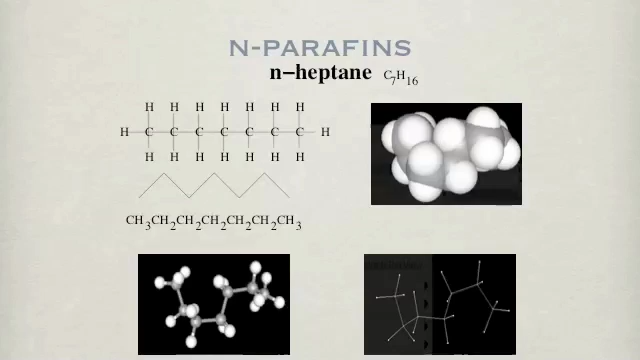 N-PARAFINS
n–heptane C7H16
H H H H H H H
H C C C C C C C H
H H H H H H H
CH3CH2CH2CH2CH2CH2CH3